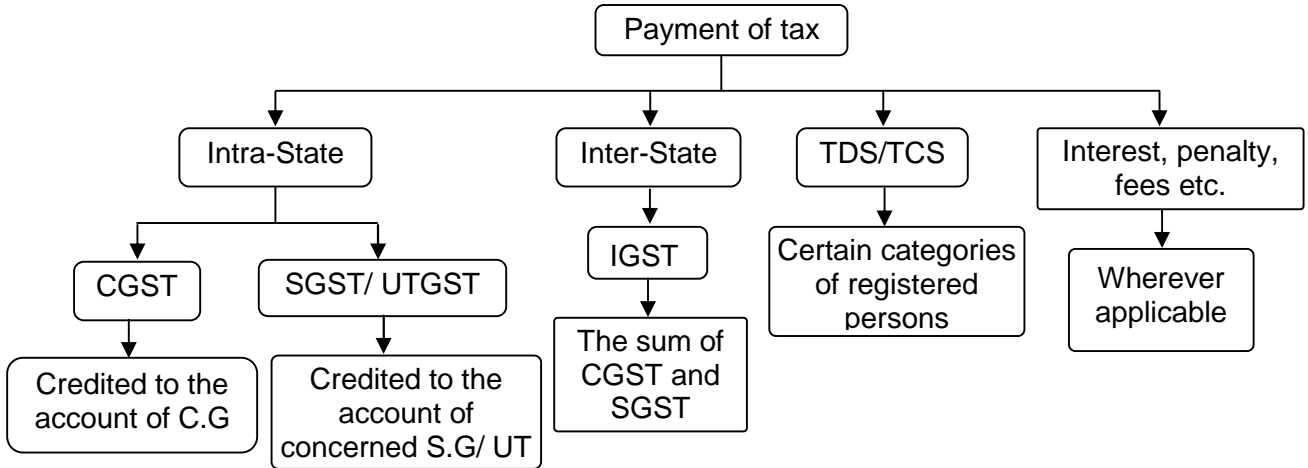 Payment of tax
Intra-State
Inter-State
TDS/TCS
Interest, penalty,
fees etc.
CGST
SGST/ UTGST
IGST
Certain categories
of registered
persons
Wherever
applicable
Credited to the
account of C.G
Credited to the
account of
concerned S.G/ UT
The sum of
CGST and
SGST